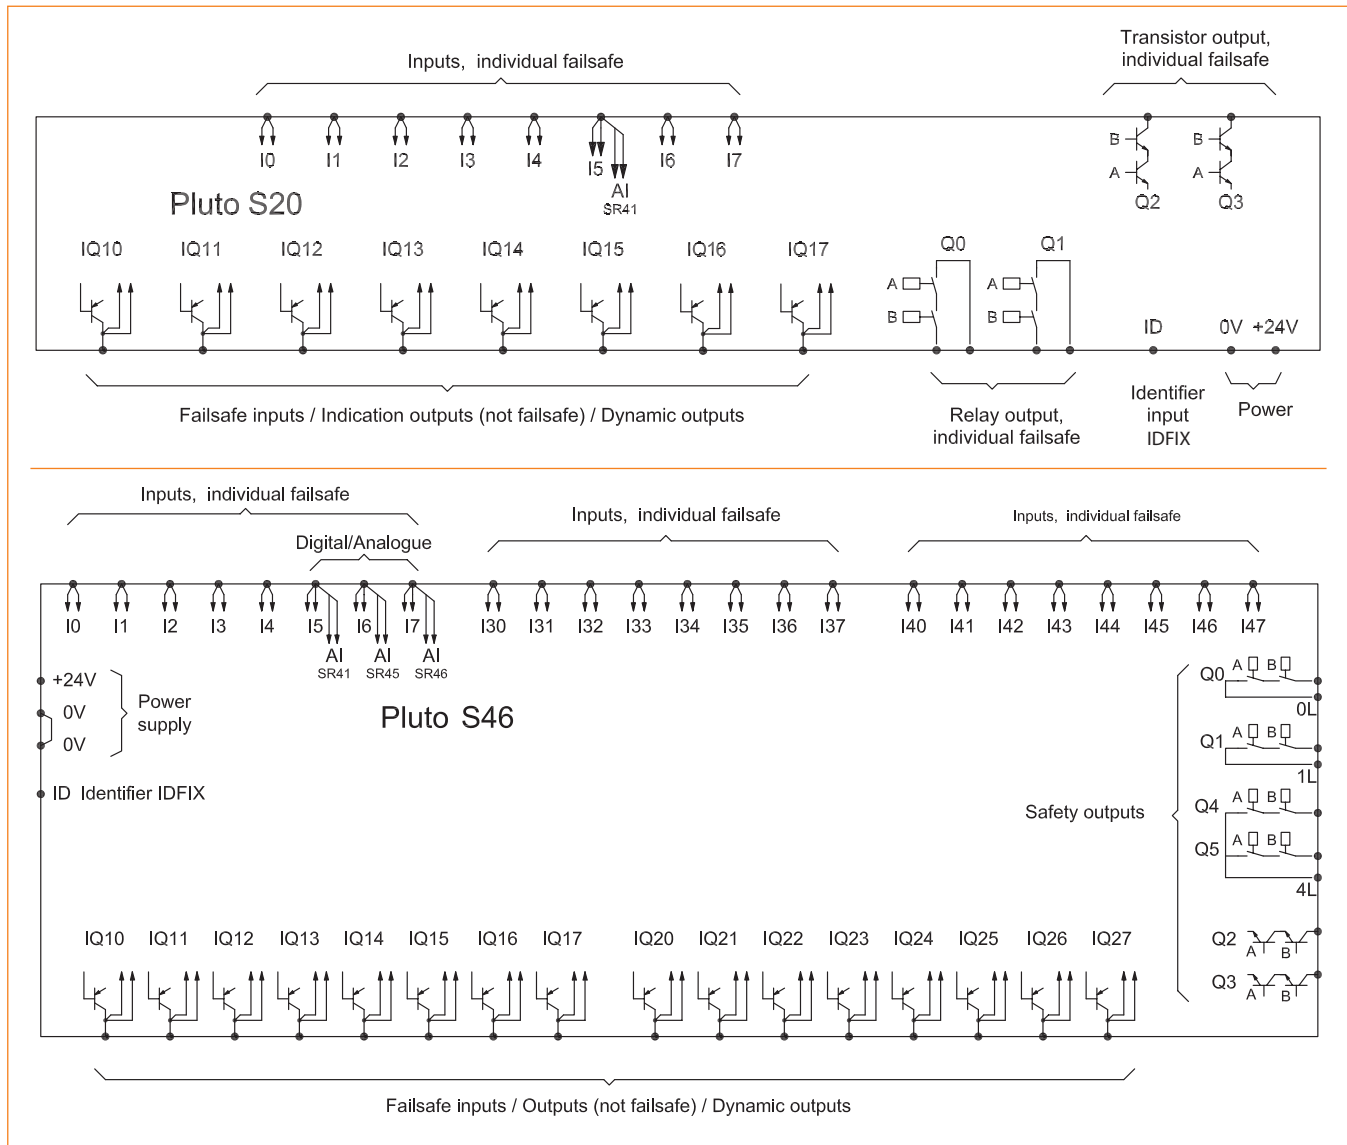 Transistor output,
individual failsafe
Inputs, individual failsafe
I0 I1 I2 I3 I4 I5 I6 I7
AI
SR41
B B
A A
Q2 Q3
Pluto S20
IQ10 IQ11 IQ12 IQ13 IQ14 IQ15 IQ16 IQ17 Q0 Q1
A A
B B
ID 0V +24V
Failsafe inputs / Indication outputs (not failsafe) / Dynamic outputs
Relay output,
individual failsafe
Identifier
input
IDFIX
Power
Inputs, individual failsafe
Digital/Analogue
Inputs, individual failsafe
Inputs, individual failsafe
I0 I1 I2 I3 I4 I5 I6 I7 I30 I31 I32 I33 I34 I35 I36 I37 I40 I41 I42 I43 I44 I45 I46 I47
AI AI AI
SR41 SR45 SR46
+24V
0V
0V
Power
supply
Pluto S46
ID Identifier IDFIX
Safety outputs
Q0 A B
0L
Q1 A B
1L
Q4 A B
Q5 A B
4L
Q2 A B
Q3 A B
IQ10 IQ11 IQ12 IQ13 IQ14 IQ15 IQ16 IQ17 IQ20 IQ21 IQ22 IQ23 IQ24 IQ25 IQ26 IQ27
Failsafe inputs / Outputs (not failsafe) / Dynamic outputs